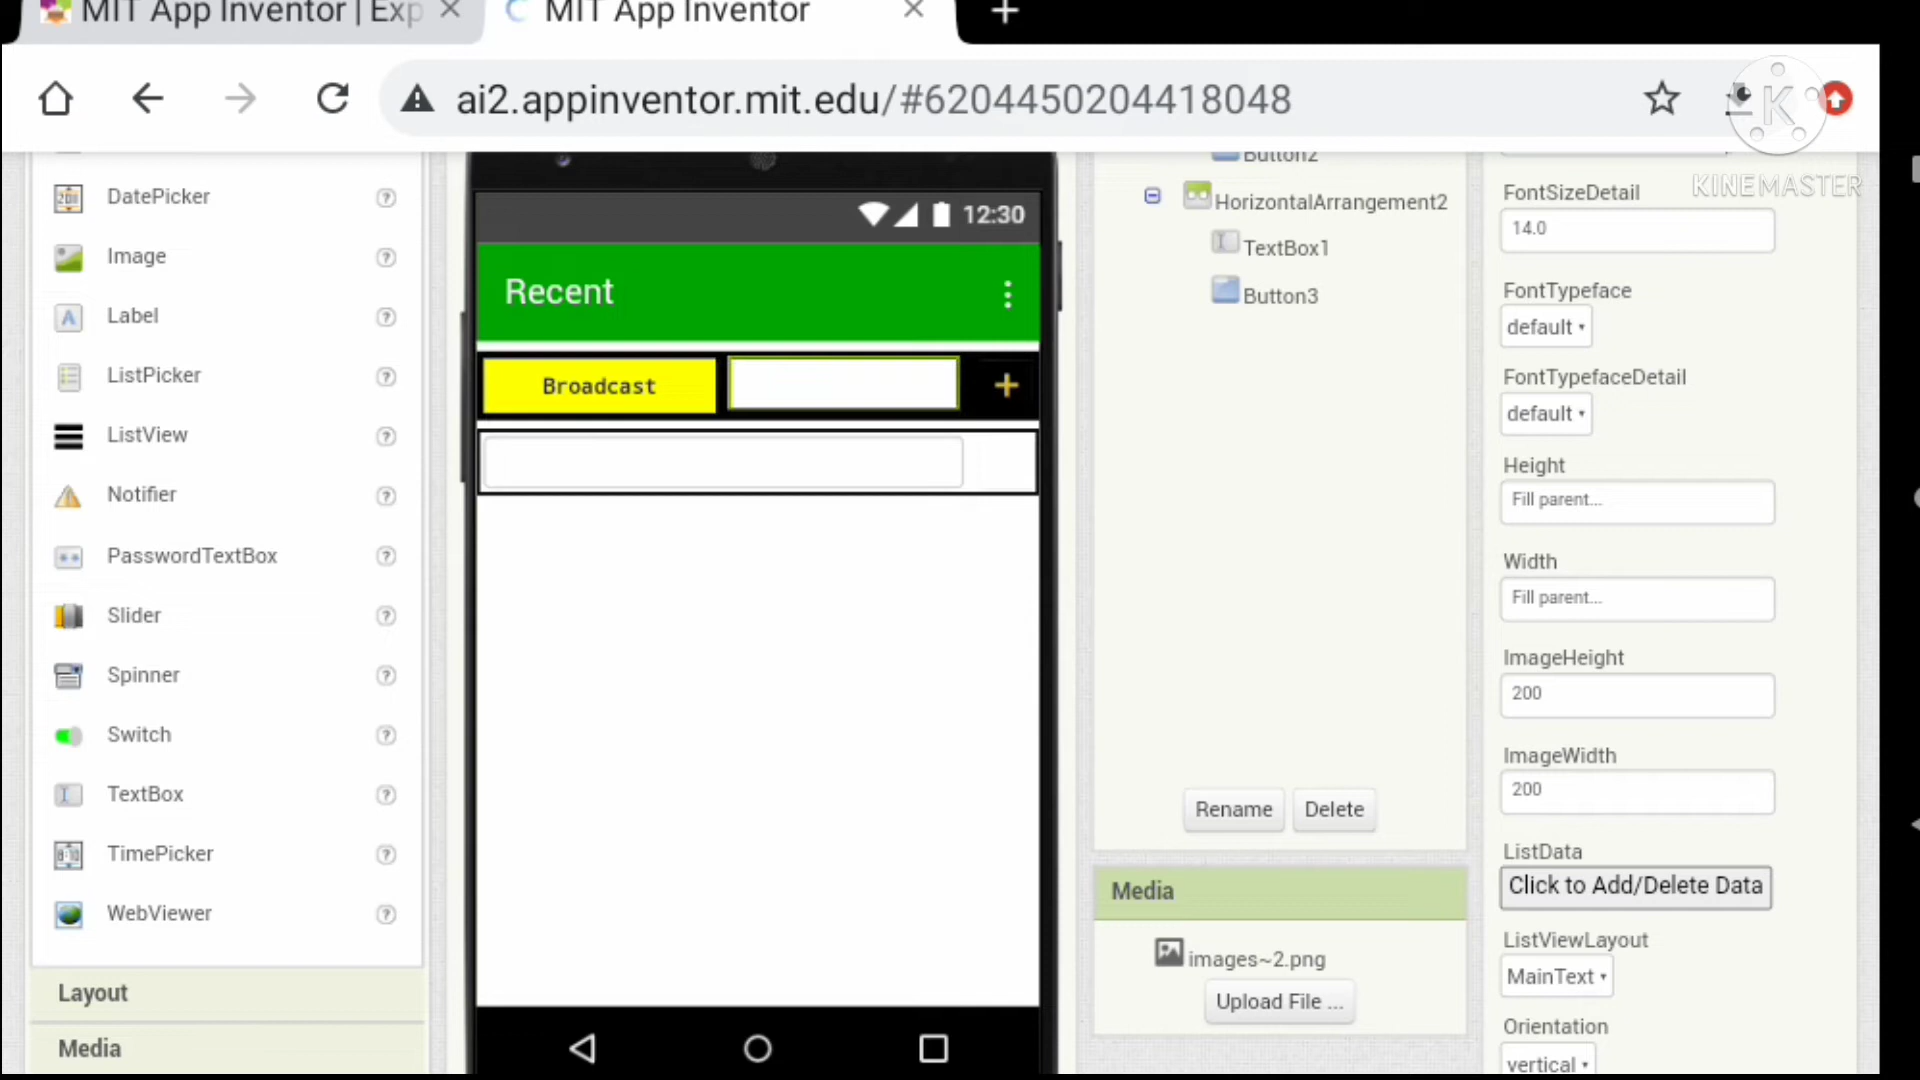 MIT App Inventor | Exp
MIT App Inventor
ai2.appinventor.mit.edu/#6204450204418048
K
KINEMASTER
DatePicker
Image
Label
ListPicker
ListView
Notifier
PasswordTextBox
Slider
Spinner
Switch
TextBox
TimePicker
WebViewer
Layout
Media
12:30
Recent
Broadcast
+
Button2
HorizontalArrangement2
TextBox1
Button3
Rename
Delete
Media
images~2.png
Upload File ...
FontSizeDetail
14.0
FontTypeface
default
FontTypefaceDetail
default
Height
Fill parent...
Width
Fill parent...
ImageHeight
200
ImageWidth
200
ListData
Click to Add/Delete Data
ListViewLayout
MainText
Orientation
vertical